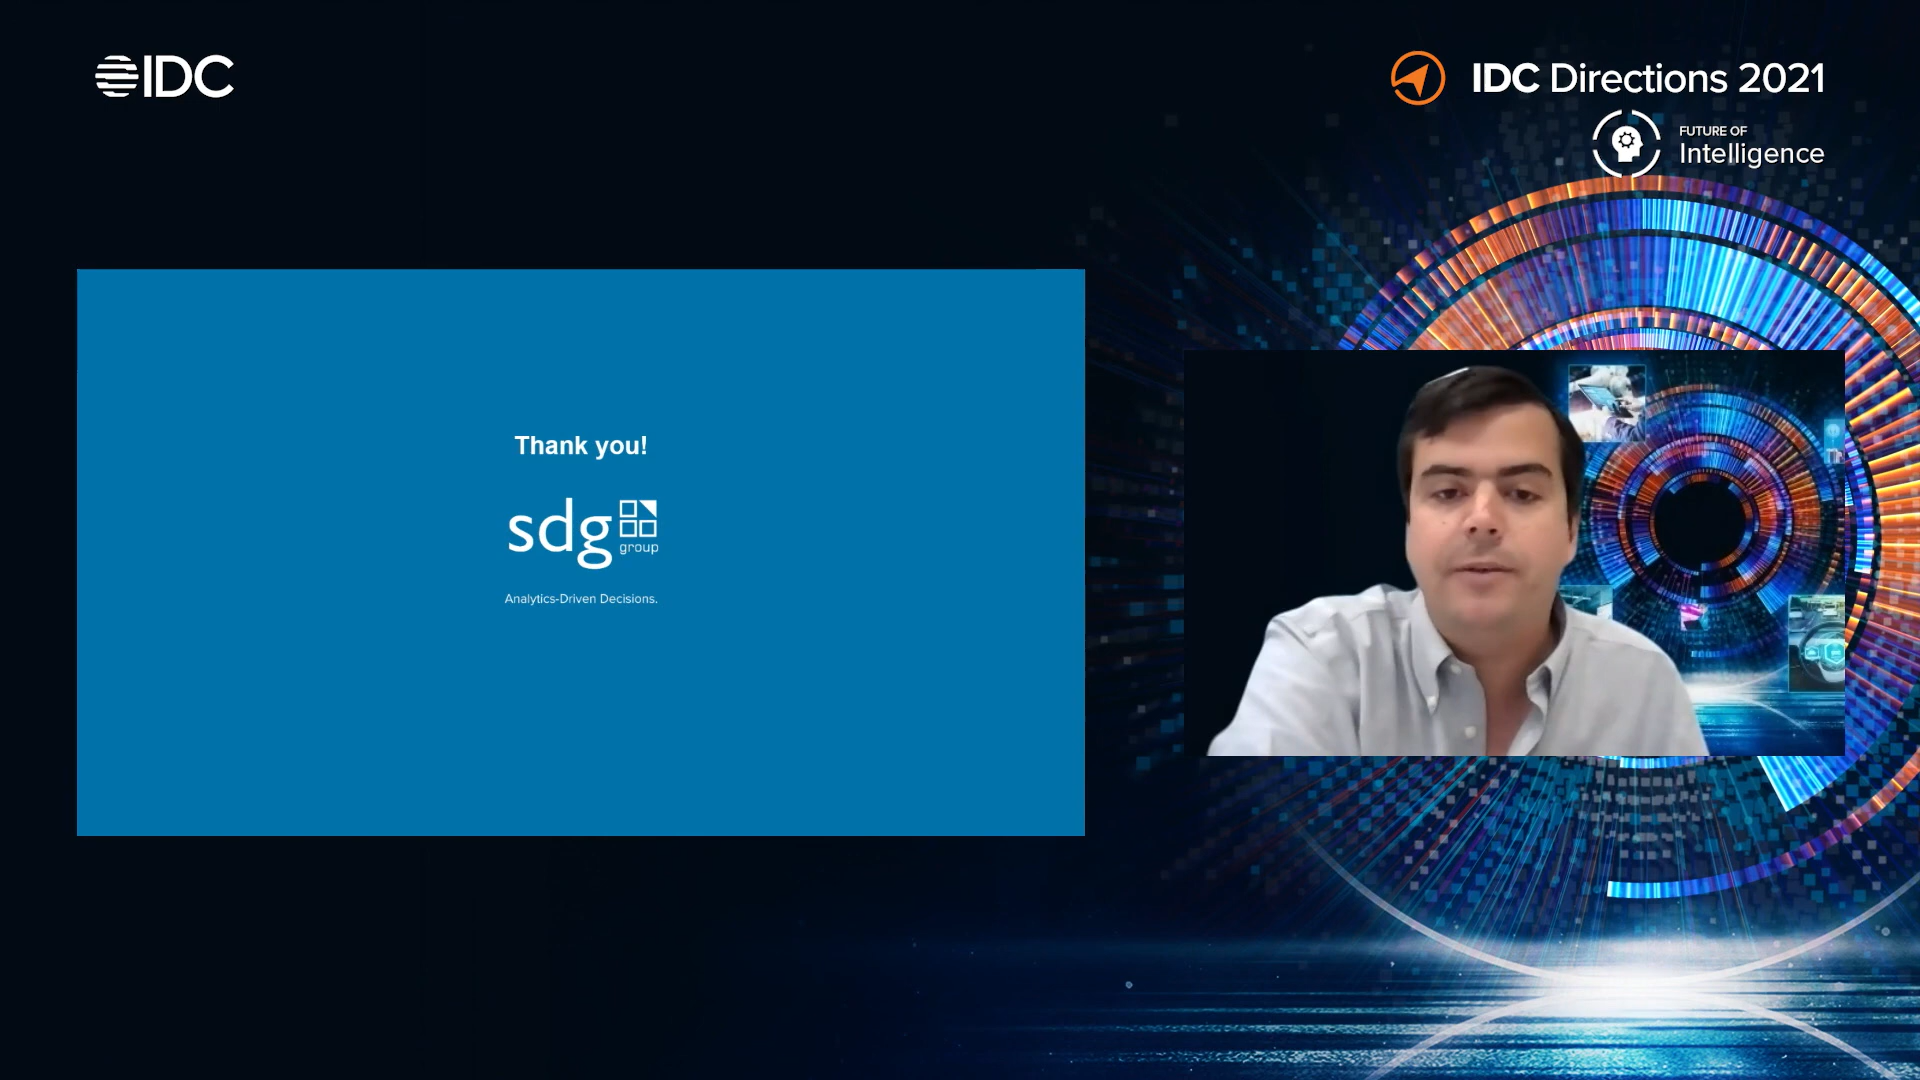 IDC
IDC Directions 2021
FUTURE OF
Intelligence
Thank you!
sdg
group
Analytics-Driven Decisions.